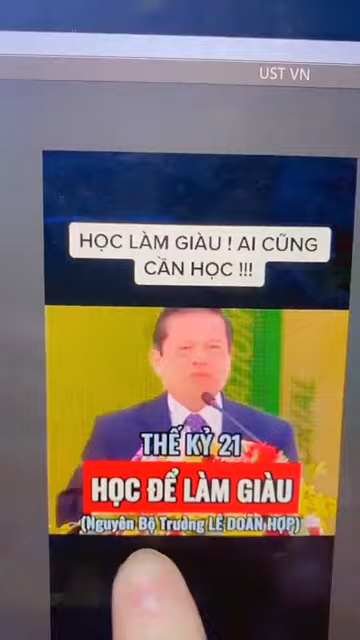 UST VN
HỌC LÀM GIÀU ! AI CŨNG
CẦN HỌC !!!
THẾ KỶ 21
HỌC ĐỂ LÀM GIÀU
(Nguyên Bộ Trưởng LÊ DOÃN HỢP)